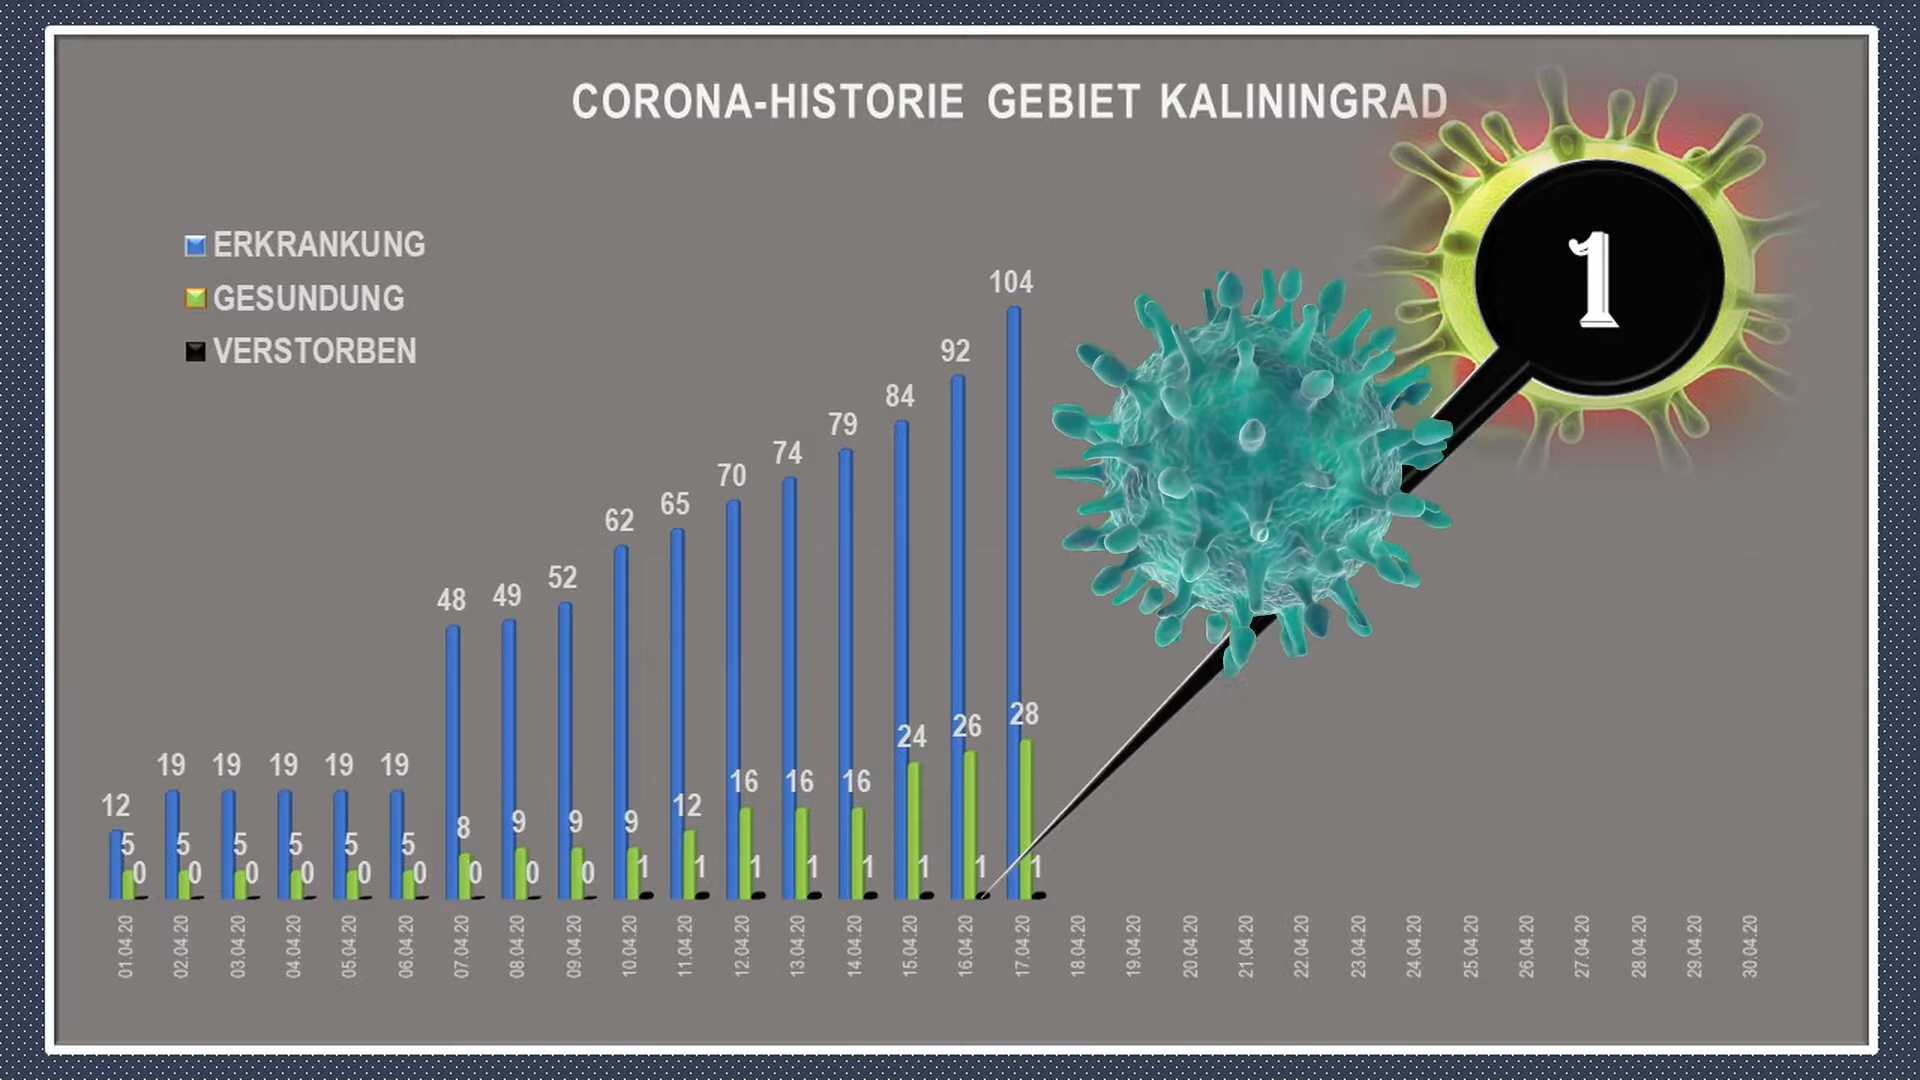 CORONA-HISTORIE GEBIET KALININGRAD
1
ERKRANKUNG
GESUNDUNG
VERSTORBEN
12 19 19 19 19 19 48 49 52 62 65 70 74 79 84 92 104
5 5 5 5 5 5 8 9 9 9 12 16 16 16 24 26 28
0 0 0 0 0 0 0 0 0 1 1 1 1 1 1 1 1
01.04.20 02.04.20 03.04.20 04.04.20 05.04.20 06.04.20 07.04.20 08.04.20 09.04.20 10.04.20 11.04.20 12.04.20 13.04.20 14.04.20 15.04.20 16.04.20 17.04.20 18.04.20 19.04.20 20.04.20 21.04.20 22.04.20 23.04.20 24.04.20 25.04.20 26.04.20 27.04.20 28.04.20 29.04.20 30.04.20